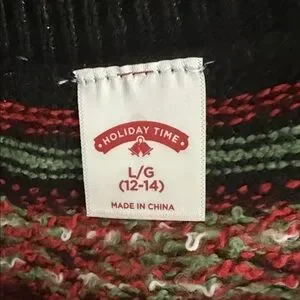 HOLIDAY TIME
L/G
(12-14)
MADE IN CHINA